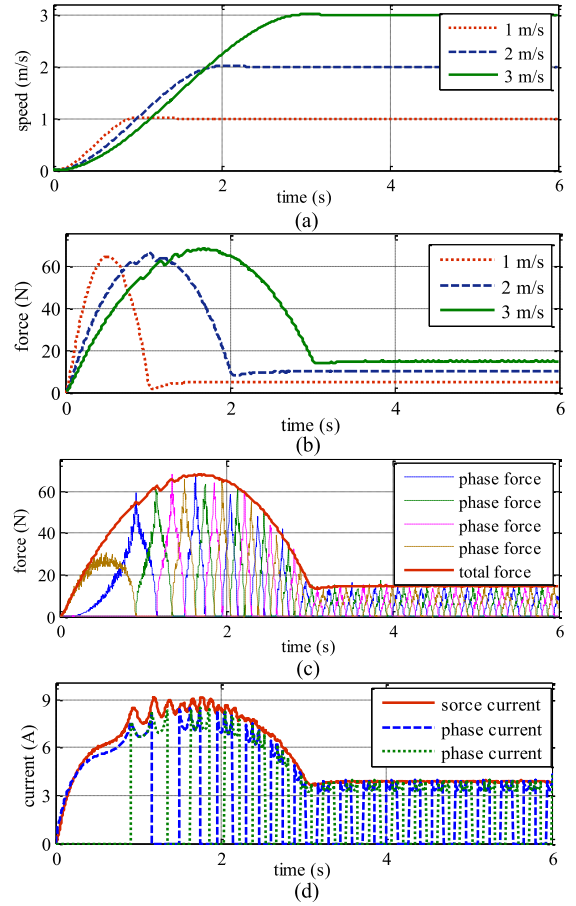 speed (m/s)
3
2
1
0
1 m/s
2 m/s
3 m/s
0 2 4 6
time (s)
(a)
force (N)
60
40
20
0
1 m/s
2 m/s
3 m/s
0 2 4 6
time (s)
(b)
force (N)
60
40
20
0
phase force
phase force
phase force
phase force
total force
0 2 4 6
time (s)
(c)
current (A)
9
6
3
0
sorce current
phase current
phase current
0 2 4 6
time (s)
(d)